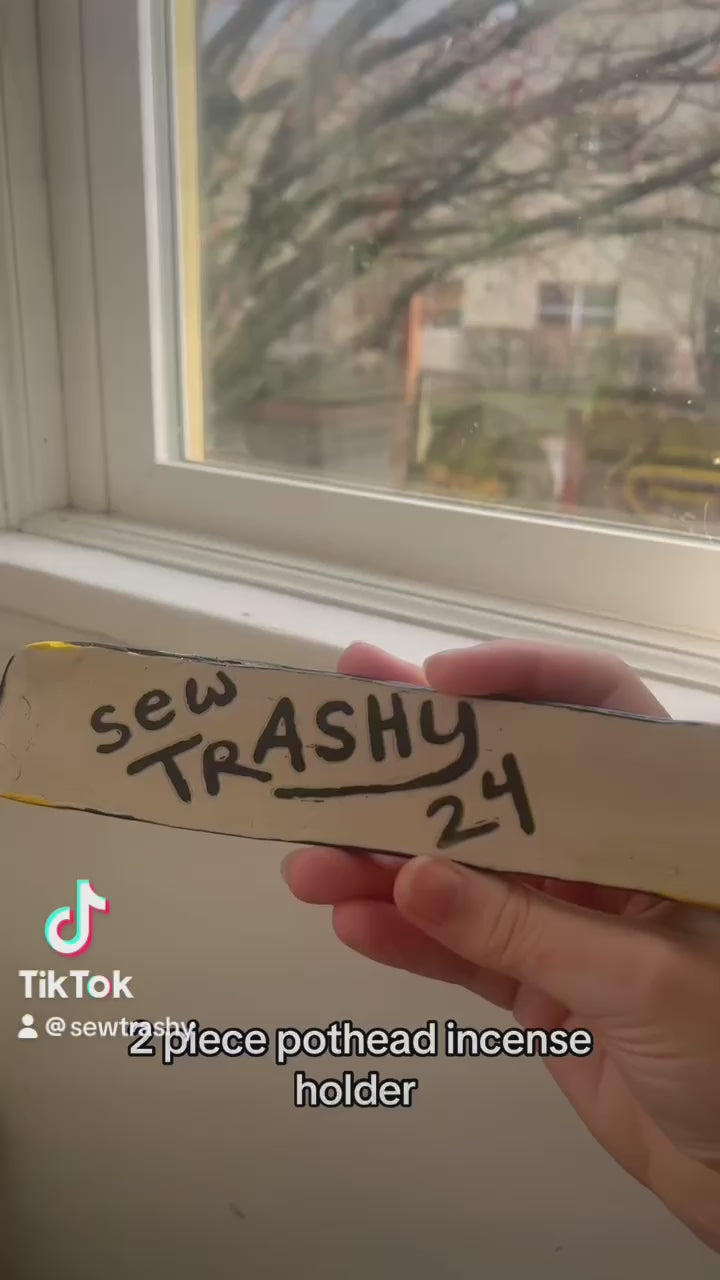 sew
TRASHY
24
TikTok
@sewtrashy
2 piece pothead incense
holder